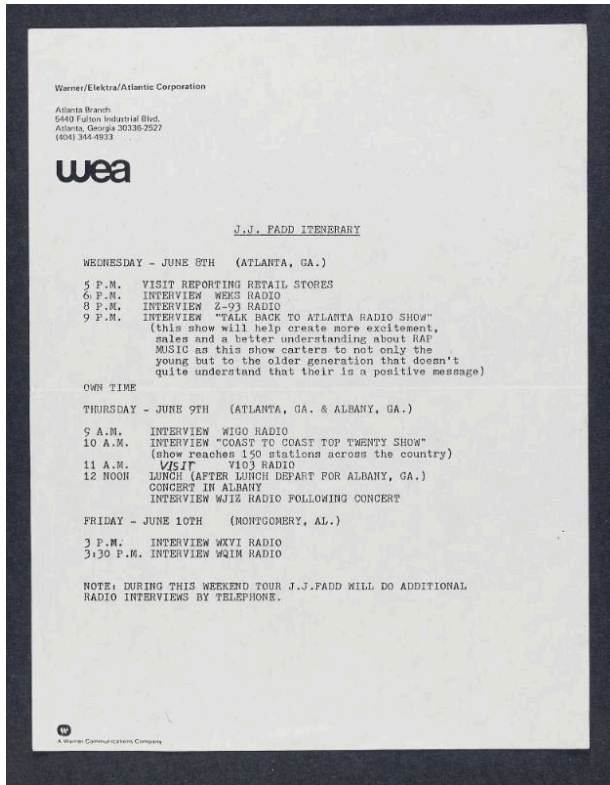 Warner/Elektra/Atlantic Corporation
Atlanta Branch
5440 Fulton Industrial Blvd.
Atlanta, Georgia 30336-2527
(404) 344-4933
wea
J.J. FADD ITENERARY
WEDNESDAY - JUNE 8TH (ATLANTA, GA.)
5 P.M. VISIT REPORTING RETAIL STORES
6: P.M. INTERVIEW WEKS RADIO
8 P.M. INTERVIEW Z-93 RADIO
9 P.M. INTERVIEW "TALK BACK TO ATLANTA RADIO SHOW"
(this show will help create more excitement,
sales and a better understanding about RAP
MUSIC as this show carters to not only the
young but to the older generation that doesn't
quite understand that their is a positive message)
OWN TIME
THURSDAY - JUNE 9TH (ATLANTA, GA. & ALBANY, GA.)
9 A.M. INTERVIEW WIGO RADIO
10 A.M. INTERVIEW "COAST TO COAST TOP TWENTY SHOW"
(show reaches 150 stations across the country)
11 A.M. VISIT V103 RADIO
12 NOON LUNCH (AFTER LUNCH DEPART FOR ALBANY, GA.)
CONCERT IN ALBANY
INTERVIEW WJIZ RADIO FOLLOWING CONCERT
FRIDAY - JUNE 10TH (MONTGOMERY, AL.)
3 P.M. INTERVIEW WXVI RADIO
3:30 P.M. INTERVIEW WQIM RADIO
NOTE: DURING THIS WEEKEND TOUR J.J.FADD WILL DO ADDITIONAL
RADIO INTERVIEWS BY TELEPHONE.
A Warner Communications Company